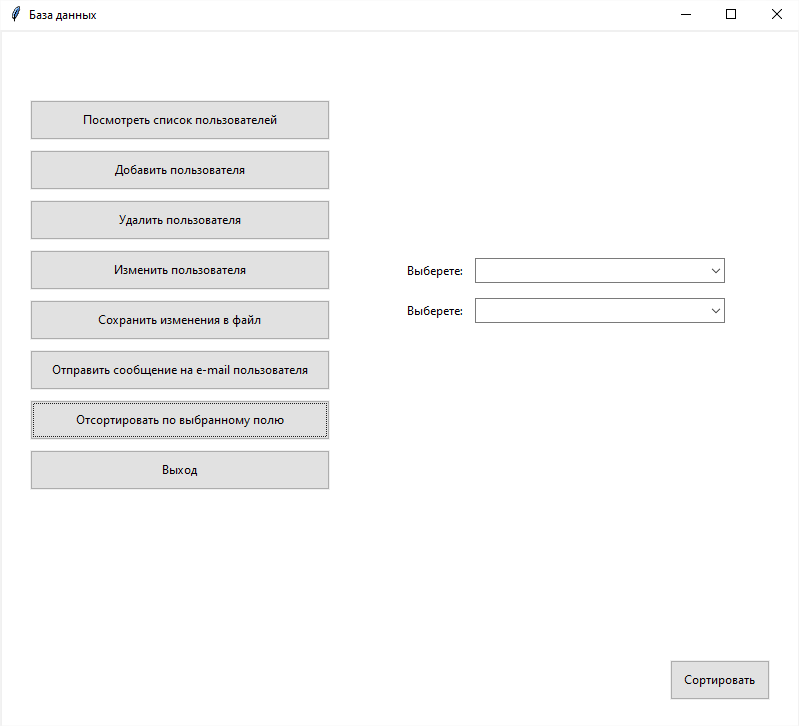 База данных
Посмотреть список пользователей
Добавить пользователя
Удалить пользователя
Изменить пользователя
Выберете:
Выберете:
Сохранить изменения в файл
Отправить сообщение на e-mail пользователя
Отсортировать по выбранному полю
Выход
Сортировать